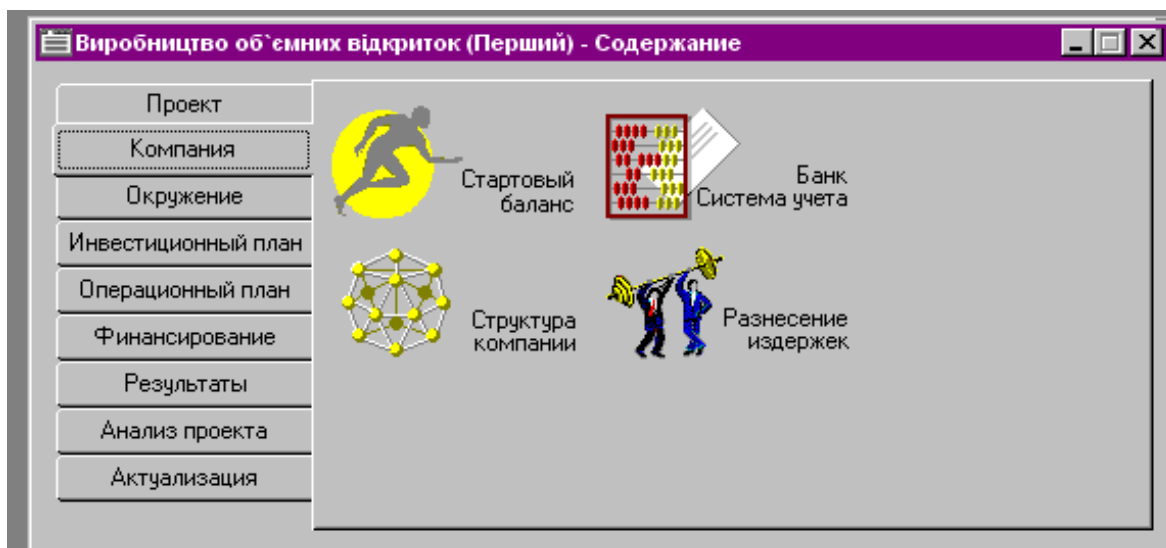 Виробництво об`ємних відкриток (Перший) - Содержание
Проект
Компания
Окружение
Инвестиционный план
Операционный план
Финансирование
Результаты
Анализ проекта
Актуализация
Стартовый
баланс
Банк
Система учета
Структура
компании
Разнесение
издержек